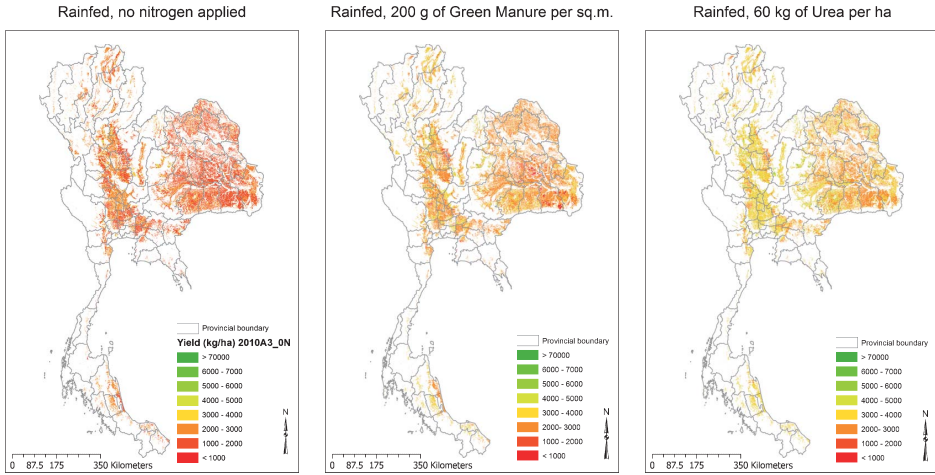 Rainfed, no nitrogen applied
Provincial boundary
Yield (kg/ha) 2010A3_0N
> 70000
6000 - 7000
5000 - 6000
4000 - 5000
3000 - 4000
2000- 3000
1000 - 2000
< 1000
N
0 87.5 175 350 Kilometers
Rainfed, 200 g of Green Manure per sq.m.
Provincial boundary
> 70000
6000 - 7000
5000 - 6000
4000 - 5000
3000 - 4000
2000- 3000
1000 - 2000
< 1000
N
0 87.5 175 350 Kilometers
Rainfed, 60 kg of Urea per ha
Provincial boundary
> 70000
6000 - 7000
5000 - 6000
4000 - 5000
3000 - 4000
2000- 3000
1000 - 2000
< 1000
N
0 87.5 175 350 Kilometers